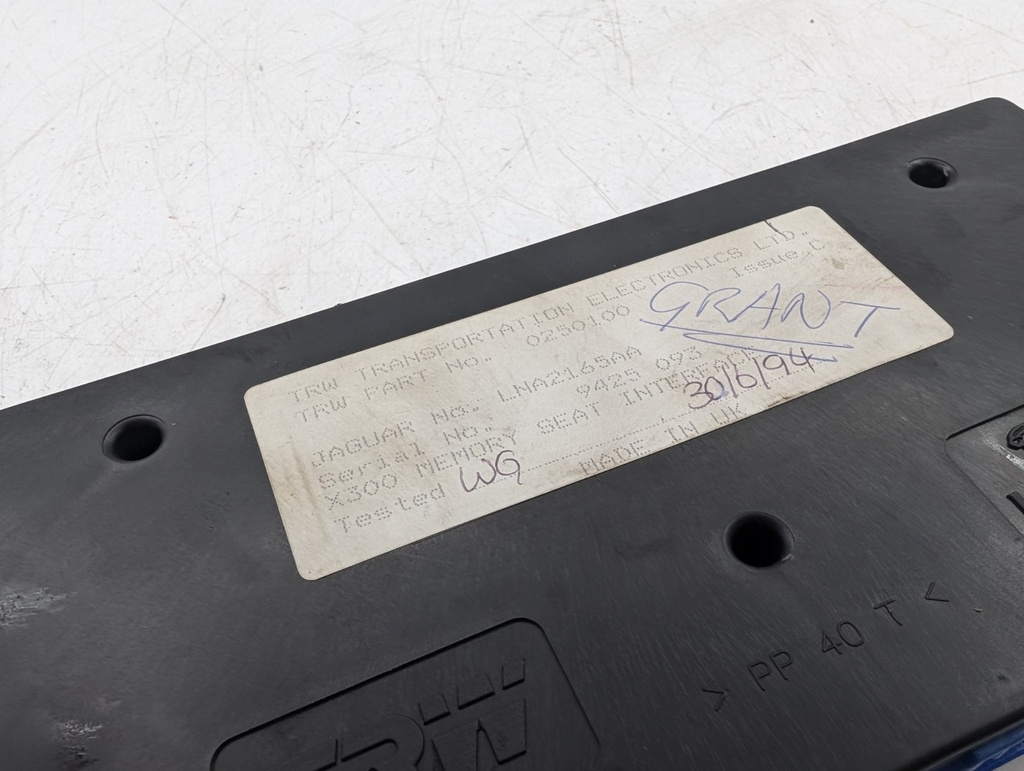 TRW TRANSPORTATION ELECTRONICS LTD.
TRW PART NO. 0250100 Issue.C
GRANT
JAGUAR NO. LNA2165AA
Serial NO. 9425 093
X300 MEMORY SEAT INTERFACE
Tested WG 30/6/94
MADE IN UK
> PP 40 T <
TRW